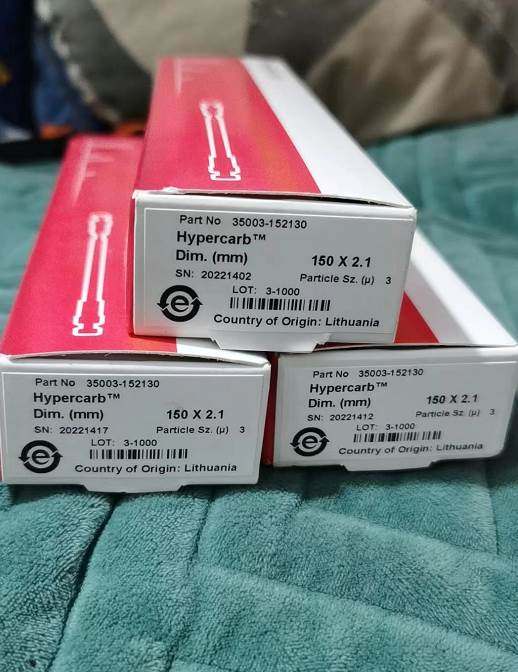 Part No 35003-152130
Hypercarb™
Dim. (mm) 150 X 2.1
SN: 20221402 Particle Sz. (µ) 3
LOT: 3-1000
e
Country of Origin: Lithuania
Part No 35003-152130
Hypercarb™
Dim. (mm) 150 X 2.1
SN: 20221417 Particle Sz. (µ) 3
LOT: 3-1000
e
Country of Origin: Lithuania
Part No 35003-152130
Hypercarb™
Dim. (mm) 150 X 2.1
SN: 20221412 Particle Sz. (µ) 3
LOT: 3-1000
e
Country of Origin: Lithuania